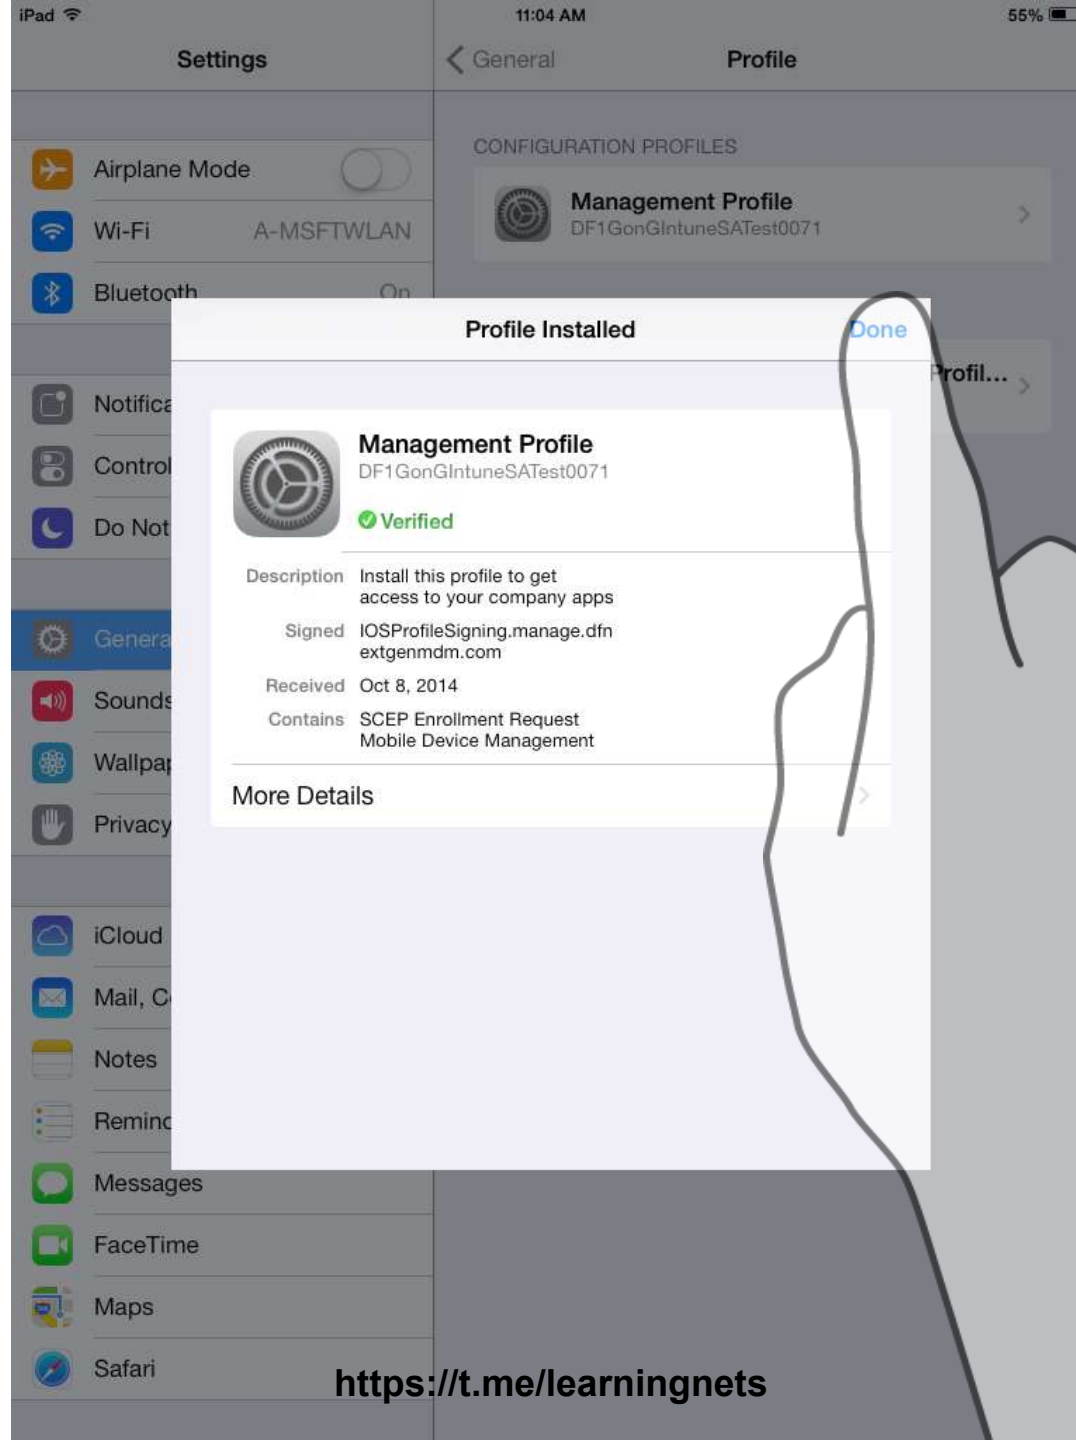 iPad
11:04 AM
55%
Settings
General
Profile
Airplane Mode
Wi-Fi
A-MSFTWLAN
Bluetooth
On
Notifica
Control
Do Not
Genera
Sounds
Wallpap
Privacy
iCloud
Mail, C
Notes
Remind
Messages
FaceTime
Maps
Safari
CONFIGURATION PROFILES
Management Profile
DF1GonGIntuneSATest0071
Profil...
Profile Installed
Done
Management Profile
DF1GonGIntuneSATest0071
Verified
Description Install this profile to get
access to your company apps
Signed IOSProfileSigning.manage.dfn
extgenmdm.com
Received Oct 8, 2014
Contains SCEP Enrollment Request
Mobile Device Management
More Details
https://t.me/learningnets